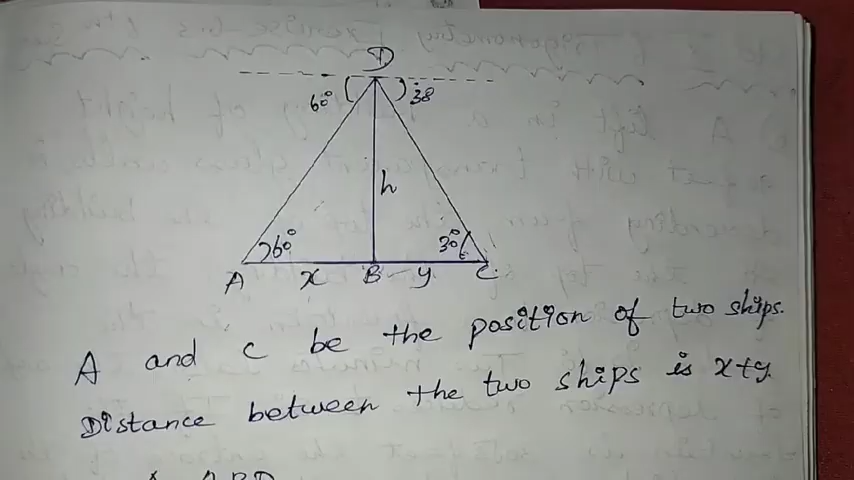 D
60° 30
h
60° 30°
A x B y C
A and C be the position of two ships.
Distance between the two ships is x+y.